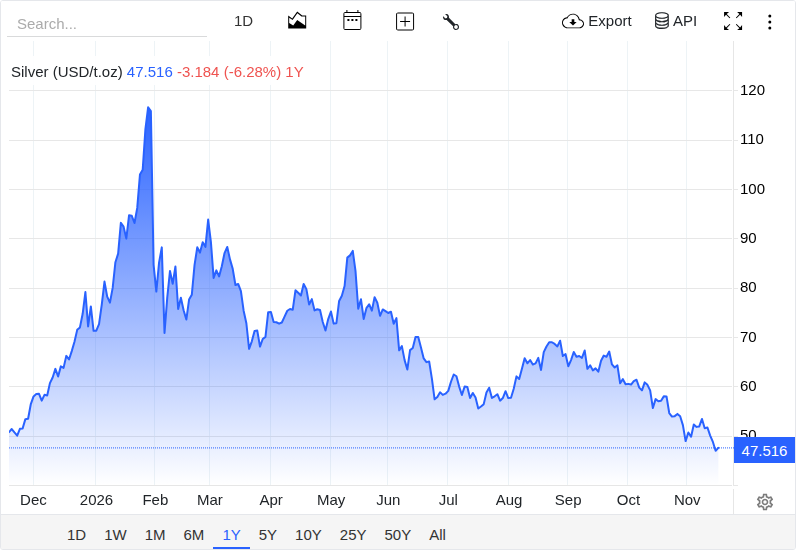 Search...
1D
Export
API
Silver (USD/t.oz) 47.516 -3.184 (-6.28%) 1Y
120
110
100
90
80
70
60
50
47.516
Dec 2026 Feb Mar Apr May Jun Jul Aug Sep Oct Nov
1D 1W 1M 6M 1Y 5Y 10Y 25Y 50Y All